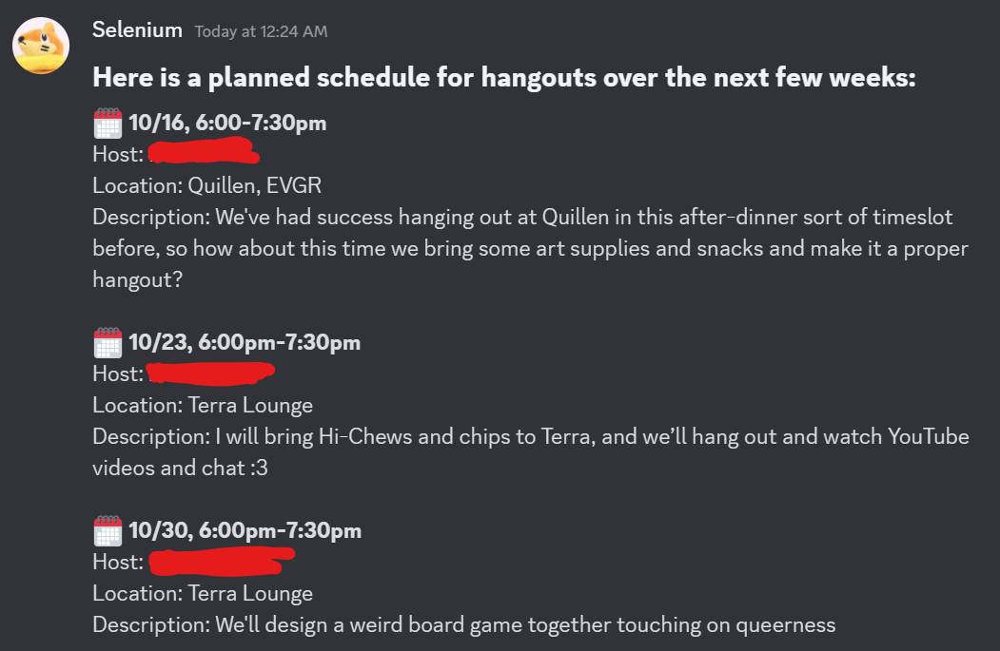 Selenium Today at 12:24 AM
Here is a planned schedule for hangouts over the next few weeks:
10/16, 6:00-7:30pm
Host:
Location: Quillen, EVGR
Description: We've had success hanging out at Quillen in this after-dinner sort of timeslot
before, so how about this time we bring some art supplies and snacks and make it a proper
hangout?
10/23, 6:00pm-7:30pm
Host:
Location: Terra Lounge
Description: I will bring Hi-Chews and chips to Terra, and we’ll hang out and watch YouTube
videos and chat :3
10/30, 6:00pm-7:30pm
Host:
Location: Terra Lounge
Description: We'll design a weird board game together touching on queerness